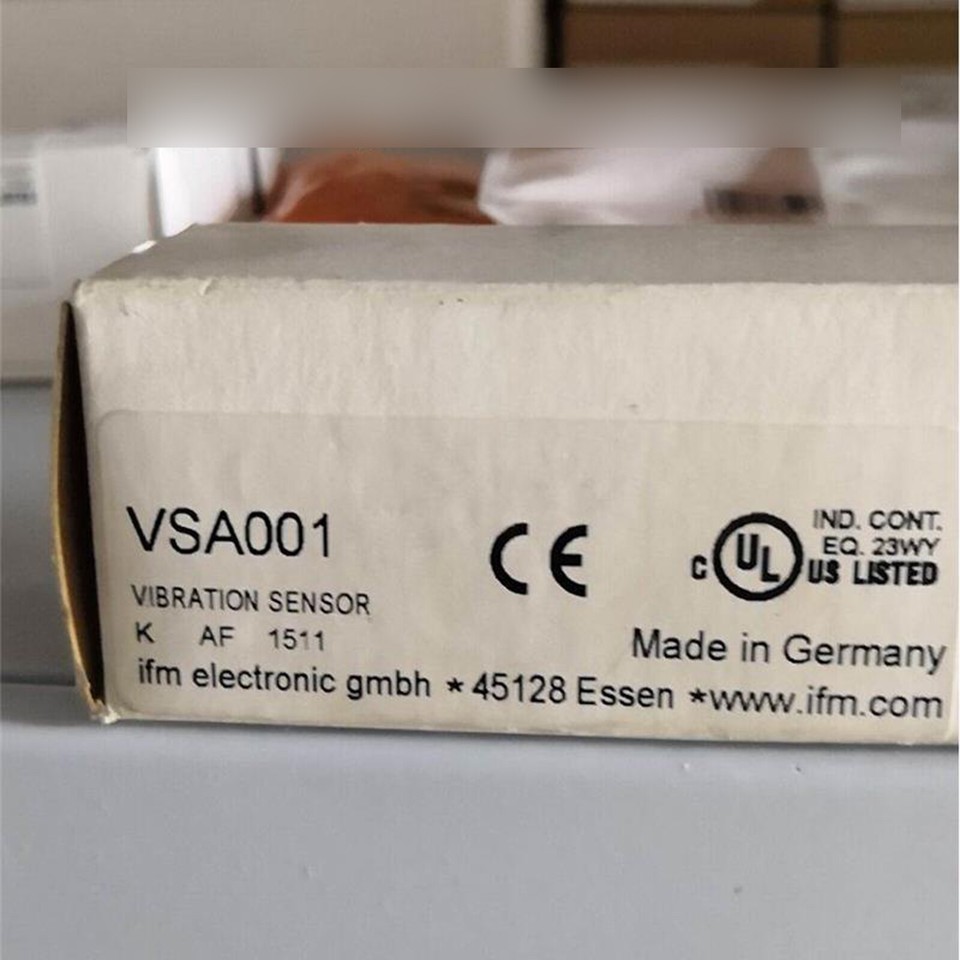 VSA001
VIBRATION SENSOR
K AF 1511
ifm electronic gmbh * 45128 Essen * www.ifm.com
CE
IND. CONT.
EQ. 23WY
C UL US LISTED
Made in Germany